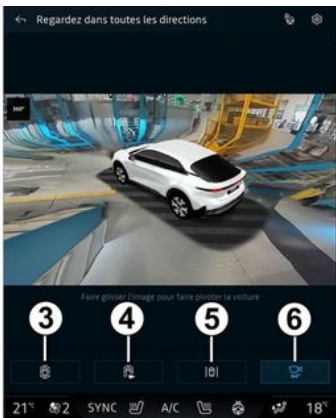 Regardez dans toutes les directions
360°
Faire glisser l'image pour faire pivoter la voiture
3 4 5 6
21° 2 SYNC A/C 18°